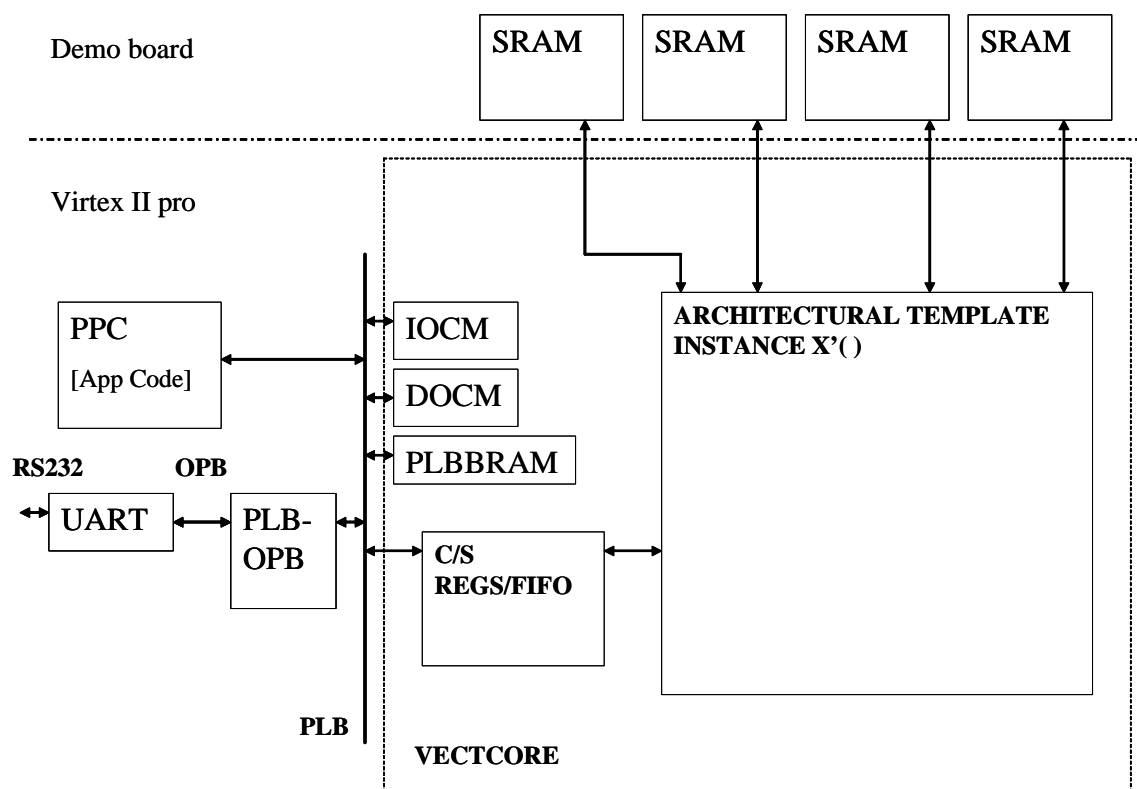 Demo board
SRAM
SRAM
SRAM
SRAM
Virtex II pro
PPC
[App Code]
IOCM
DOCM
PLBBRAM
ARCHITECTURAL TEMPLATE
INSTANCE X’( )
RS232
OPB
UART
PLB-
OPB
C/S
REGS/FIFO
PLB
VECTCORE